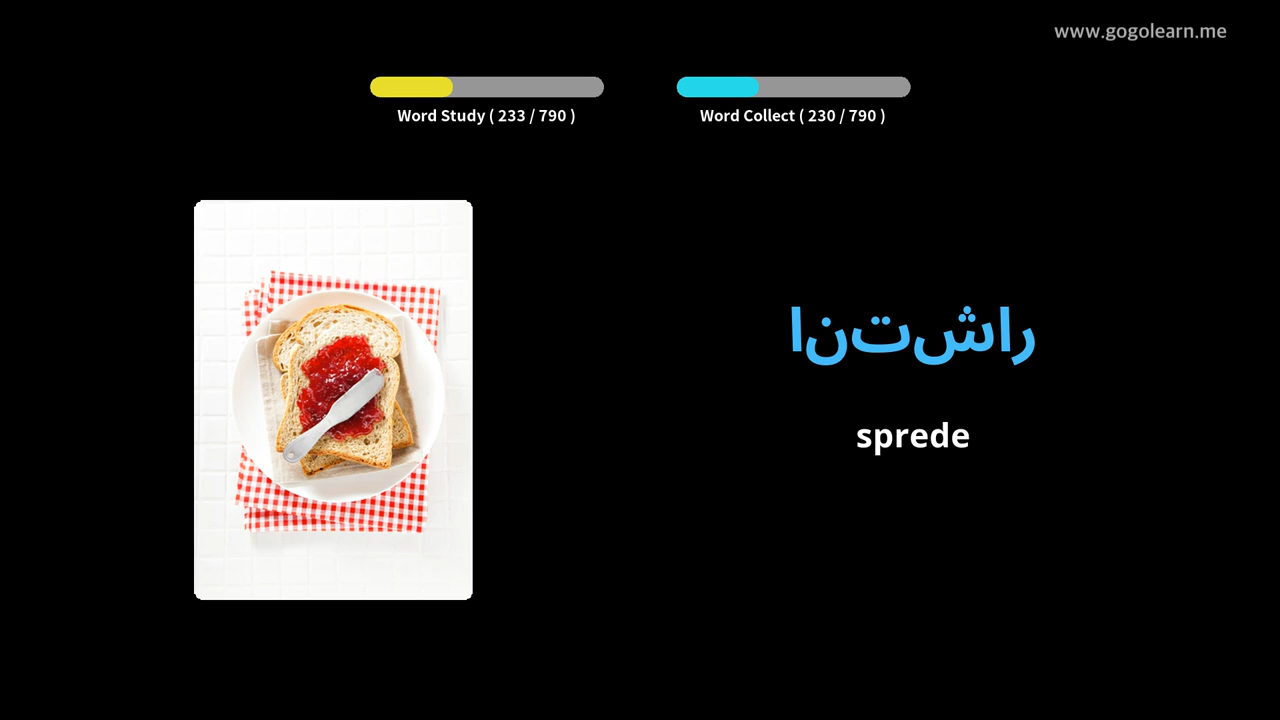 www.gogolearn.me
Word Study ( 233 / 790 )
Word Collect ( 230 / 790 )
انتشار
sprede